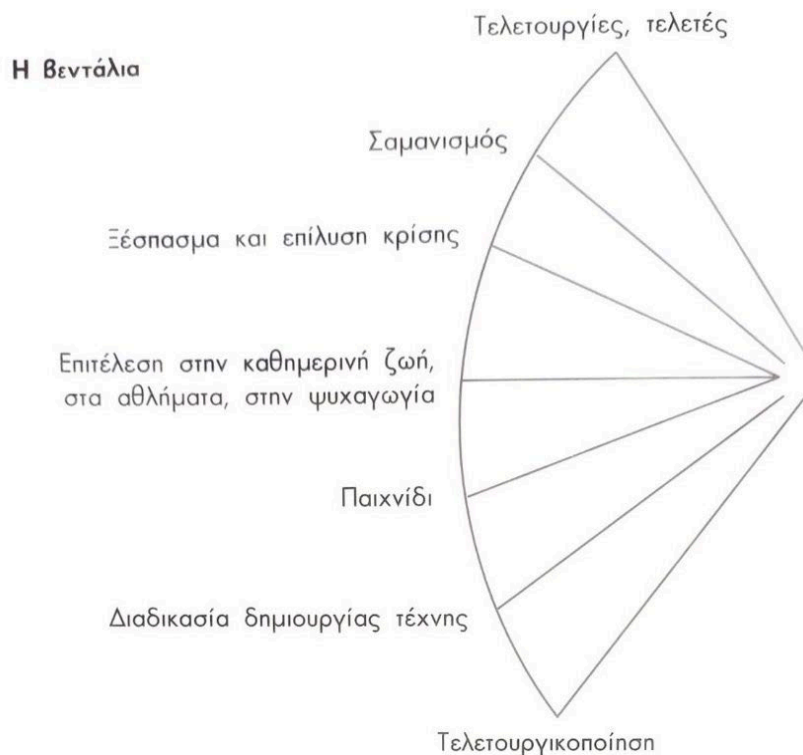 Τελετουργίες, τελετές
Η βεντάλια
Σαμανισμός
Ξέσπασμα και επίλυση κρίσης
Επιτέλεση στην καθημερινή ζωή,
στα αθλήματα, στην ψυχαγωγία
Παιχνίδι
Διαδικασία δημιουργίας τέχνης
Τελετουργικοποίηση